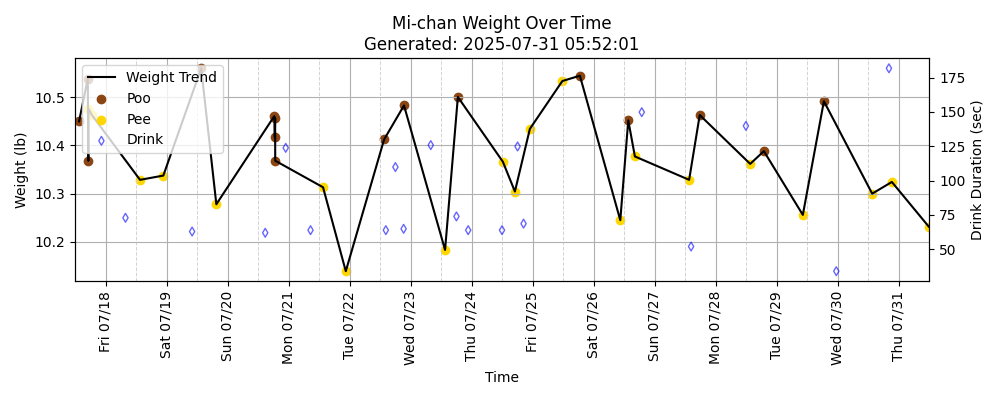 Mi-chan Weight Over Time
Generated: 2025-07-31 05:52:01
Weight Trend
Poo
Pee
Drink
Weight (lb)
10.5
10.4
10.3
10.2
Drink Duration (sec)
175
150
125
100
75
50
Fri 07/18
Sat 07/19
Sun 07/20
Mon 07/21
Tue 07/22
Wed 07/23
Thu 07/24
Fri 07/25
Sat 07/26
Sun 07/27
Mon 07/28
Tue 07/29
Wed 07/30
Thu 07/31
Time